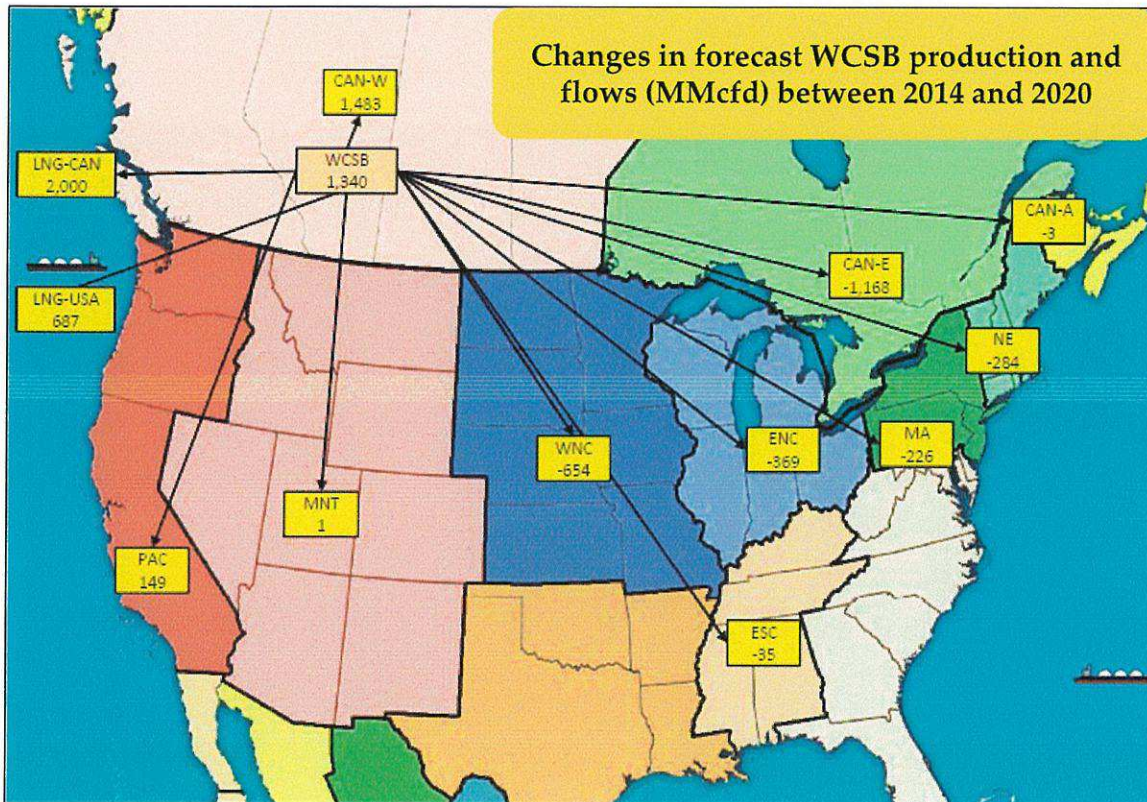 Changes in forecast WCSB production and
flows (MMcfd) between 2014 and 2020
CAN-W
1,483
LNG-CAN
2,000
WCSB
1,340
CAN-A
-3
CAN-E
-1,168
LNG-USA
687
NE
-284
WNC
-654
ENC
-369
MA
-226
MNT
1
PAC
149
ESC
-35